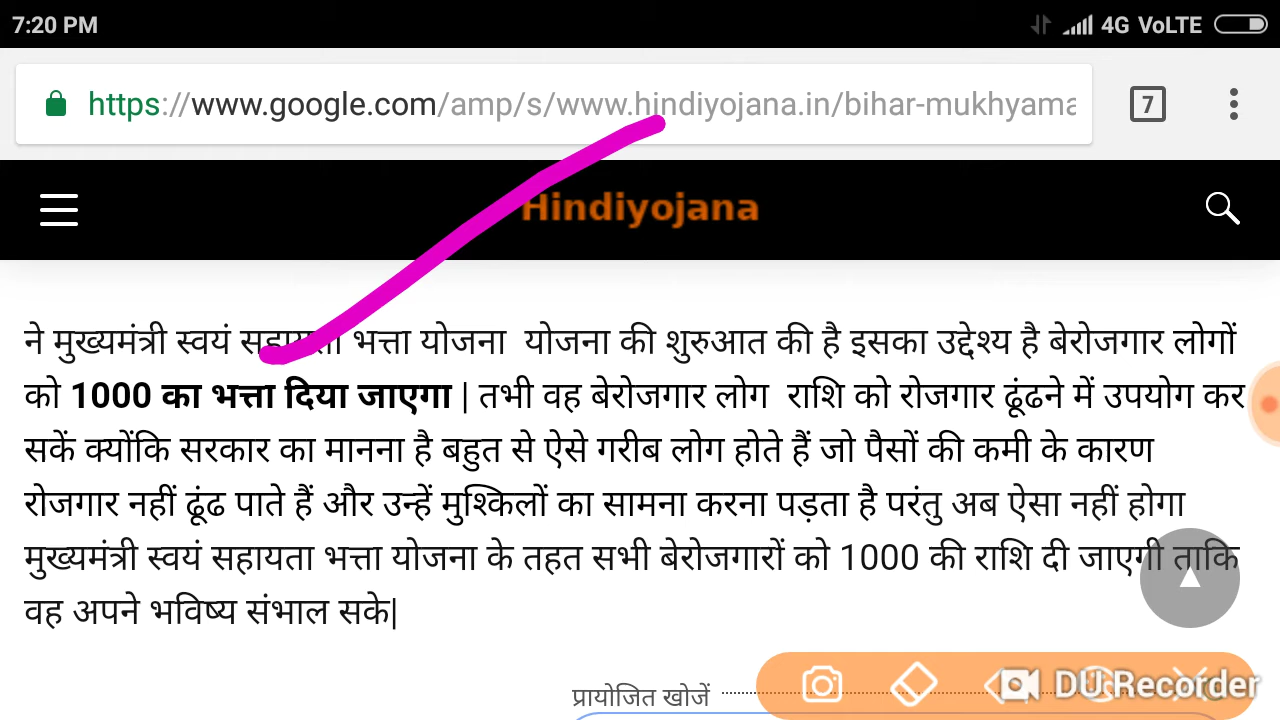 7:20 PM 4G VoLTE
https://www.google.com/amp/s/www.hindiyojana.in/bihar-mukhyama 7
Hindiyojana
ने मुख्यमंत्री स्वयं सहायता भत्ता योजना योजना की शुरुआत की है इसका उद्देश्य है बेरोजगार लोगों
को 1000 का भत्ता दिया जाएगा | तभी वह बेरोजगार लोग राशि को रोजगार ढूंढने में उपयोग कर
सकें क्योंकि सरकार का मानना है बहुत से ऐसे गरीब लोग होते हैं जो पैसों की कमी के कारण
रोजगार नहीं ढूंढ पाते हैं और उन्हें मुश्किलों का सामना करना पड़ता है परंतु अब ऐसा नहीं होगा
मुख्यमंत्री स्वयं सहायता भत्ता योजना के तहत सभी बेरोजगारों को 1000 की राशि दी जाएगी ताकि
वह अपने भविष्य संभाल सके|
प्रायोजित खोजें
DU Recorder